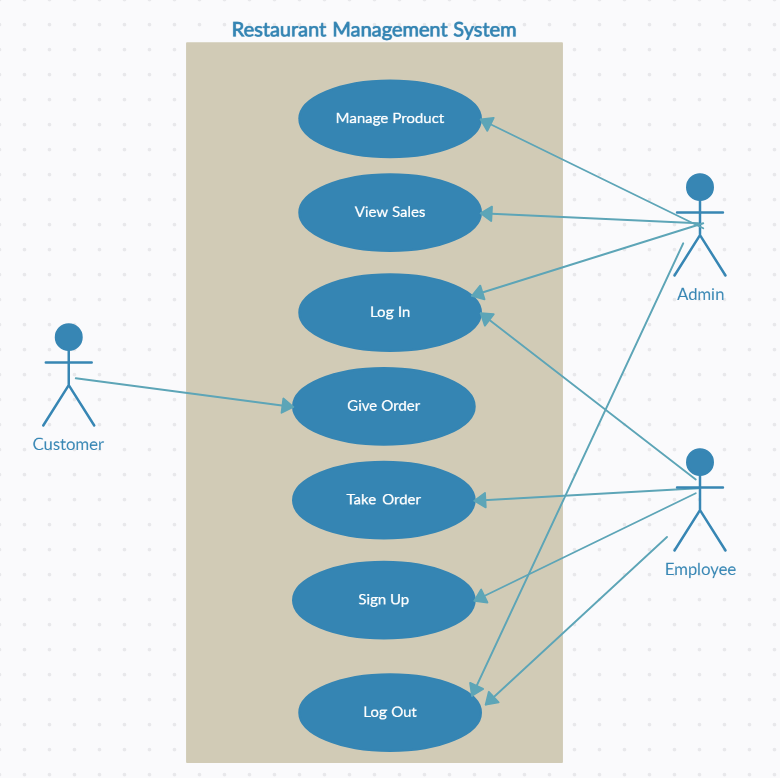 Restaurant Management System
Manage Product
View Sales
Log In
Admin
Give Order
Customer
Take Order
Employee
Sign Up
Log Out